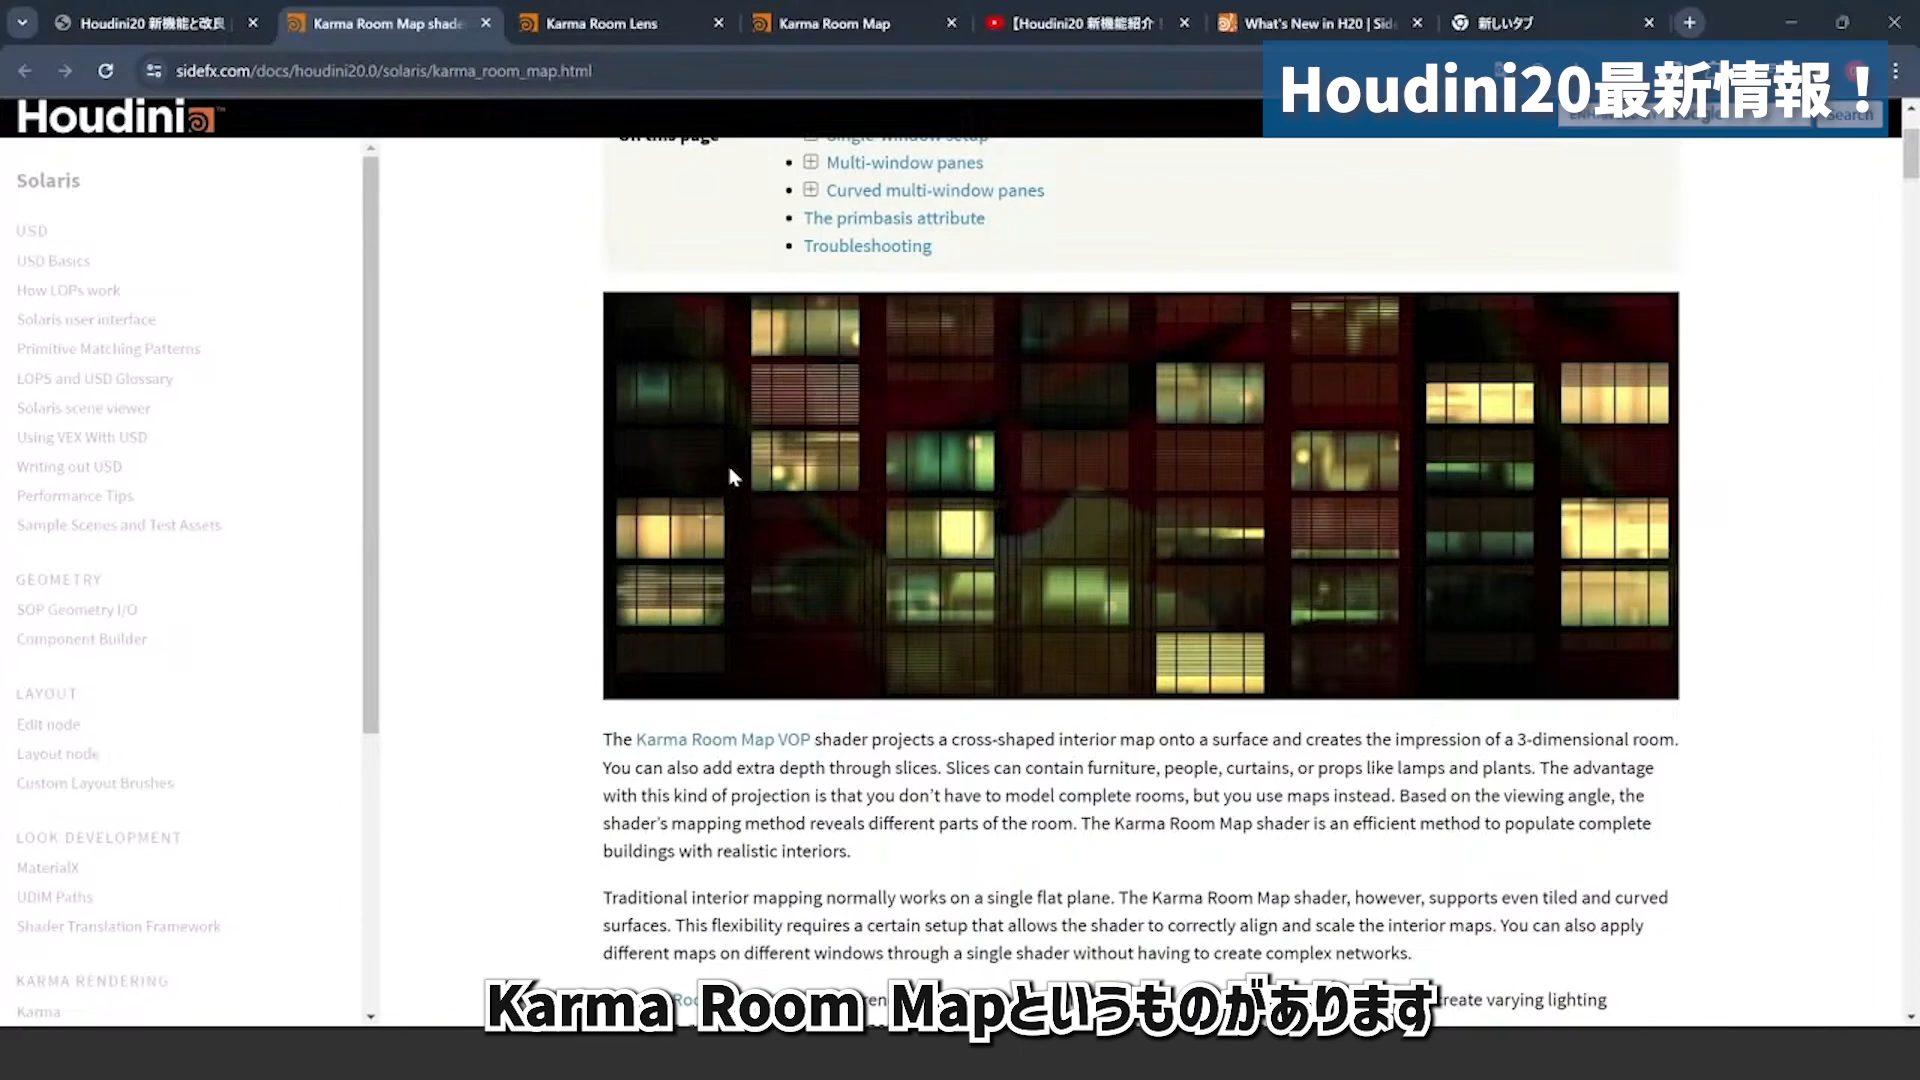 Houdini20 新機能と改良
Karma Room Map shade
Karma Room Lens
Karma Room Map
【Houdini20 新機能紹介
What's New in H20 | Sid
新しいタブ
sidefx.com/docs/houdini20.0/solaris/karma_room_map.html
Houdini20最新情報！
Houdini
Search
Solaris
USD
USD Basics
How LOPs work
Solaris user interface
Primitive Matching Patterns
LOPS and USD Glossary
Solaris scene viewer
Using VEX With USD
Writing out USD
Performance Tips
Sample Scenes and Test Assets
GEOMETRY
SOP Geometry I/O
Component Builder
LAYOUT
Edit node
Layout node
Custom Layout Brushes
LOOK DEVELOPMENT
MaterialX
UDIM Paths
Shader Translation Framework
KARMA RENDERING
Karma
On this page
Single-window setup
Multi-window panes
Curved multi-window panes
The primbasis attribute
Troubleshooting
The Karma Room Map VOP shader projects a cross-shaped interior map onto a surface and creates the impression of a 3-dimensional room.
You can also add extra depth through slices. Slices can contain furniture, people, curtains, or props like lamps and plants. The advantage
with this kind of projection is that you don't have to model complete rooms, but you use maps instead. Based on the viewing angle, the
shader's mapping method reveals different parts of the room. The Karma Room Map shader is an efficient method to populate complete
buildings with realistic interiors.
Traditional interior mapping normally works on a single flat plane. The Karma Room Map shader, however, supports even tiled and curved
surfaces. This flexibility requires a certain setup that allows the shader to correctly align and scale the interior maps. You can also apply
different maps on different windows through a single shader without having to create complex networks.
create varying lighting
Karma Room Mapというものがあります